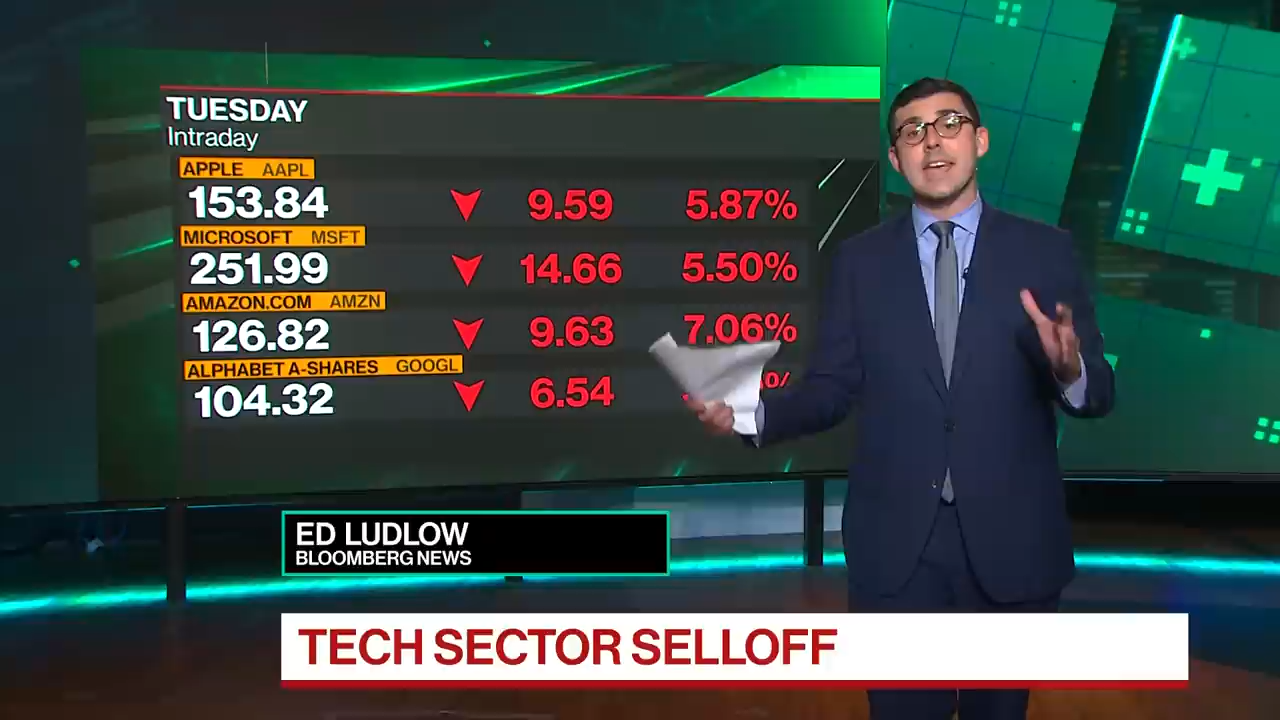 TUESDAY
Intraday
APPLE AAPL
153.84 9.59 5.87%
MICROSOFT MSFT
251.99 14.66 5.50%
AMAZON.COM AMZN
126.82 9.63 7.06%
ALPHABET A-SHARES GOOGL
104.32 6.54
ED LUDLOW
BLOOMBERG NEWS
TECH SECTOR SELLOFF